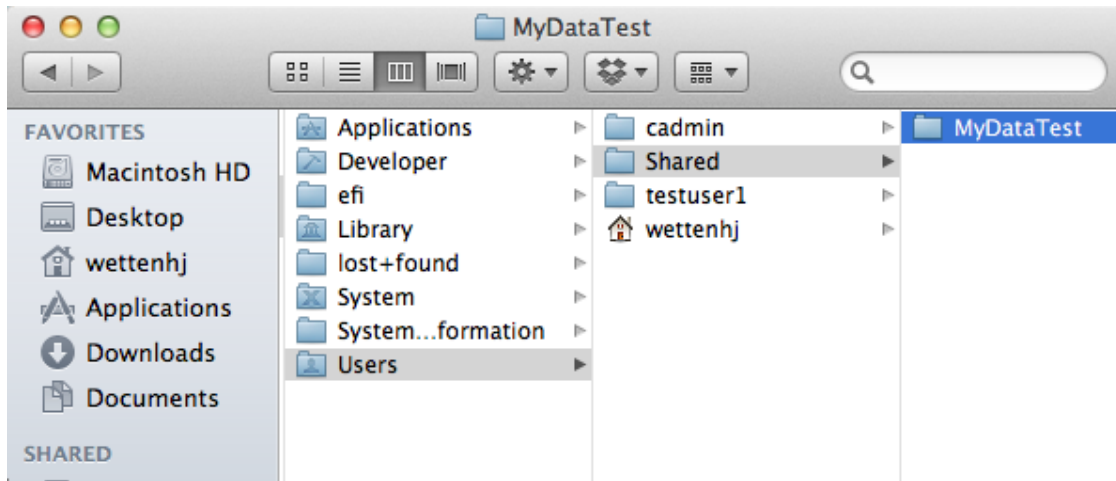 MyDataTest
FAVORITES
Macintosh HD
Desktop
wettenhj
Applications
Downloads
Documents
SHARED
Applications
Developer
efi
Library
lost+found
System
System...formation
Users
cadmin
Shared
testuser1
wettenhj
MyDataTest